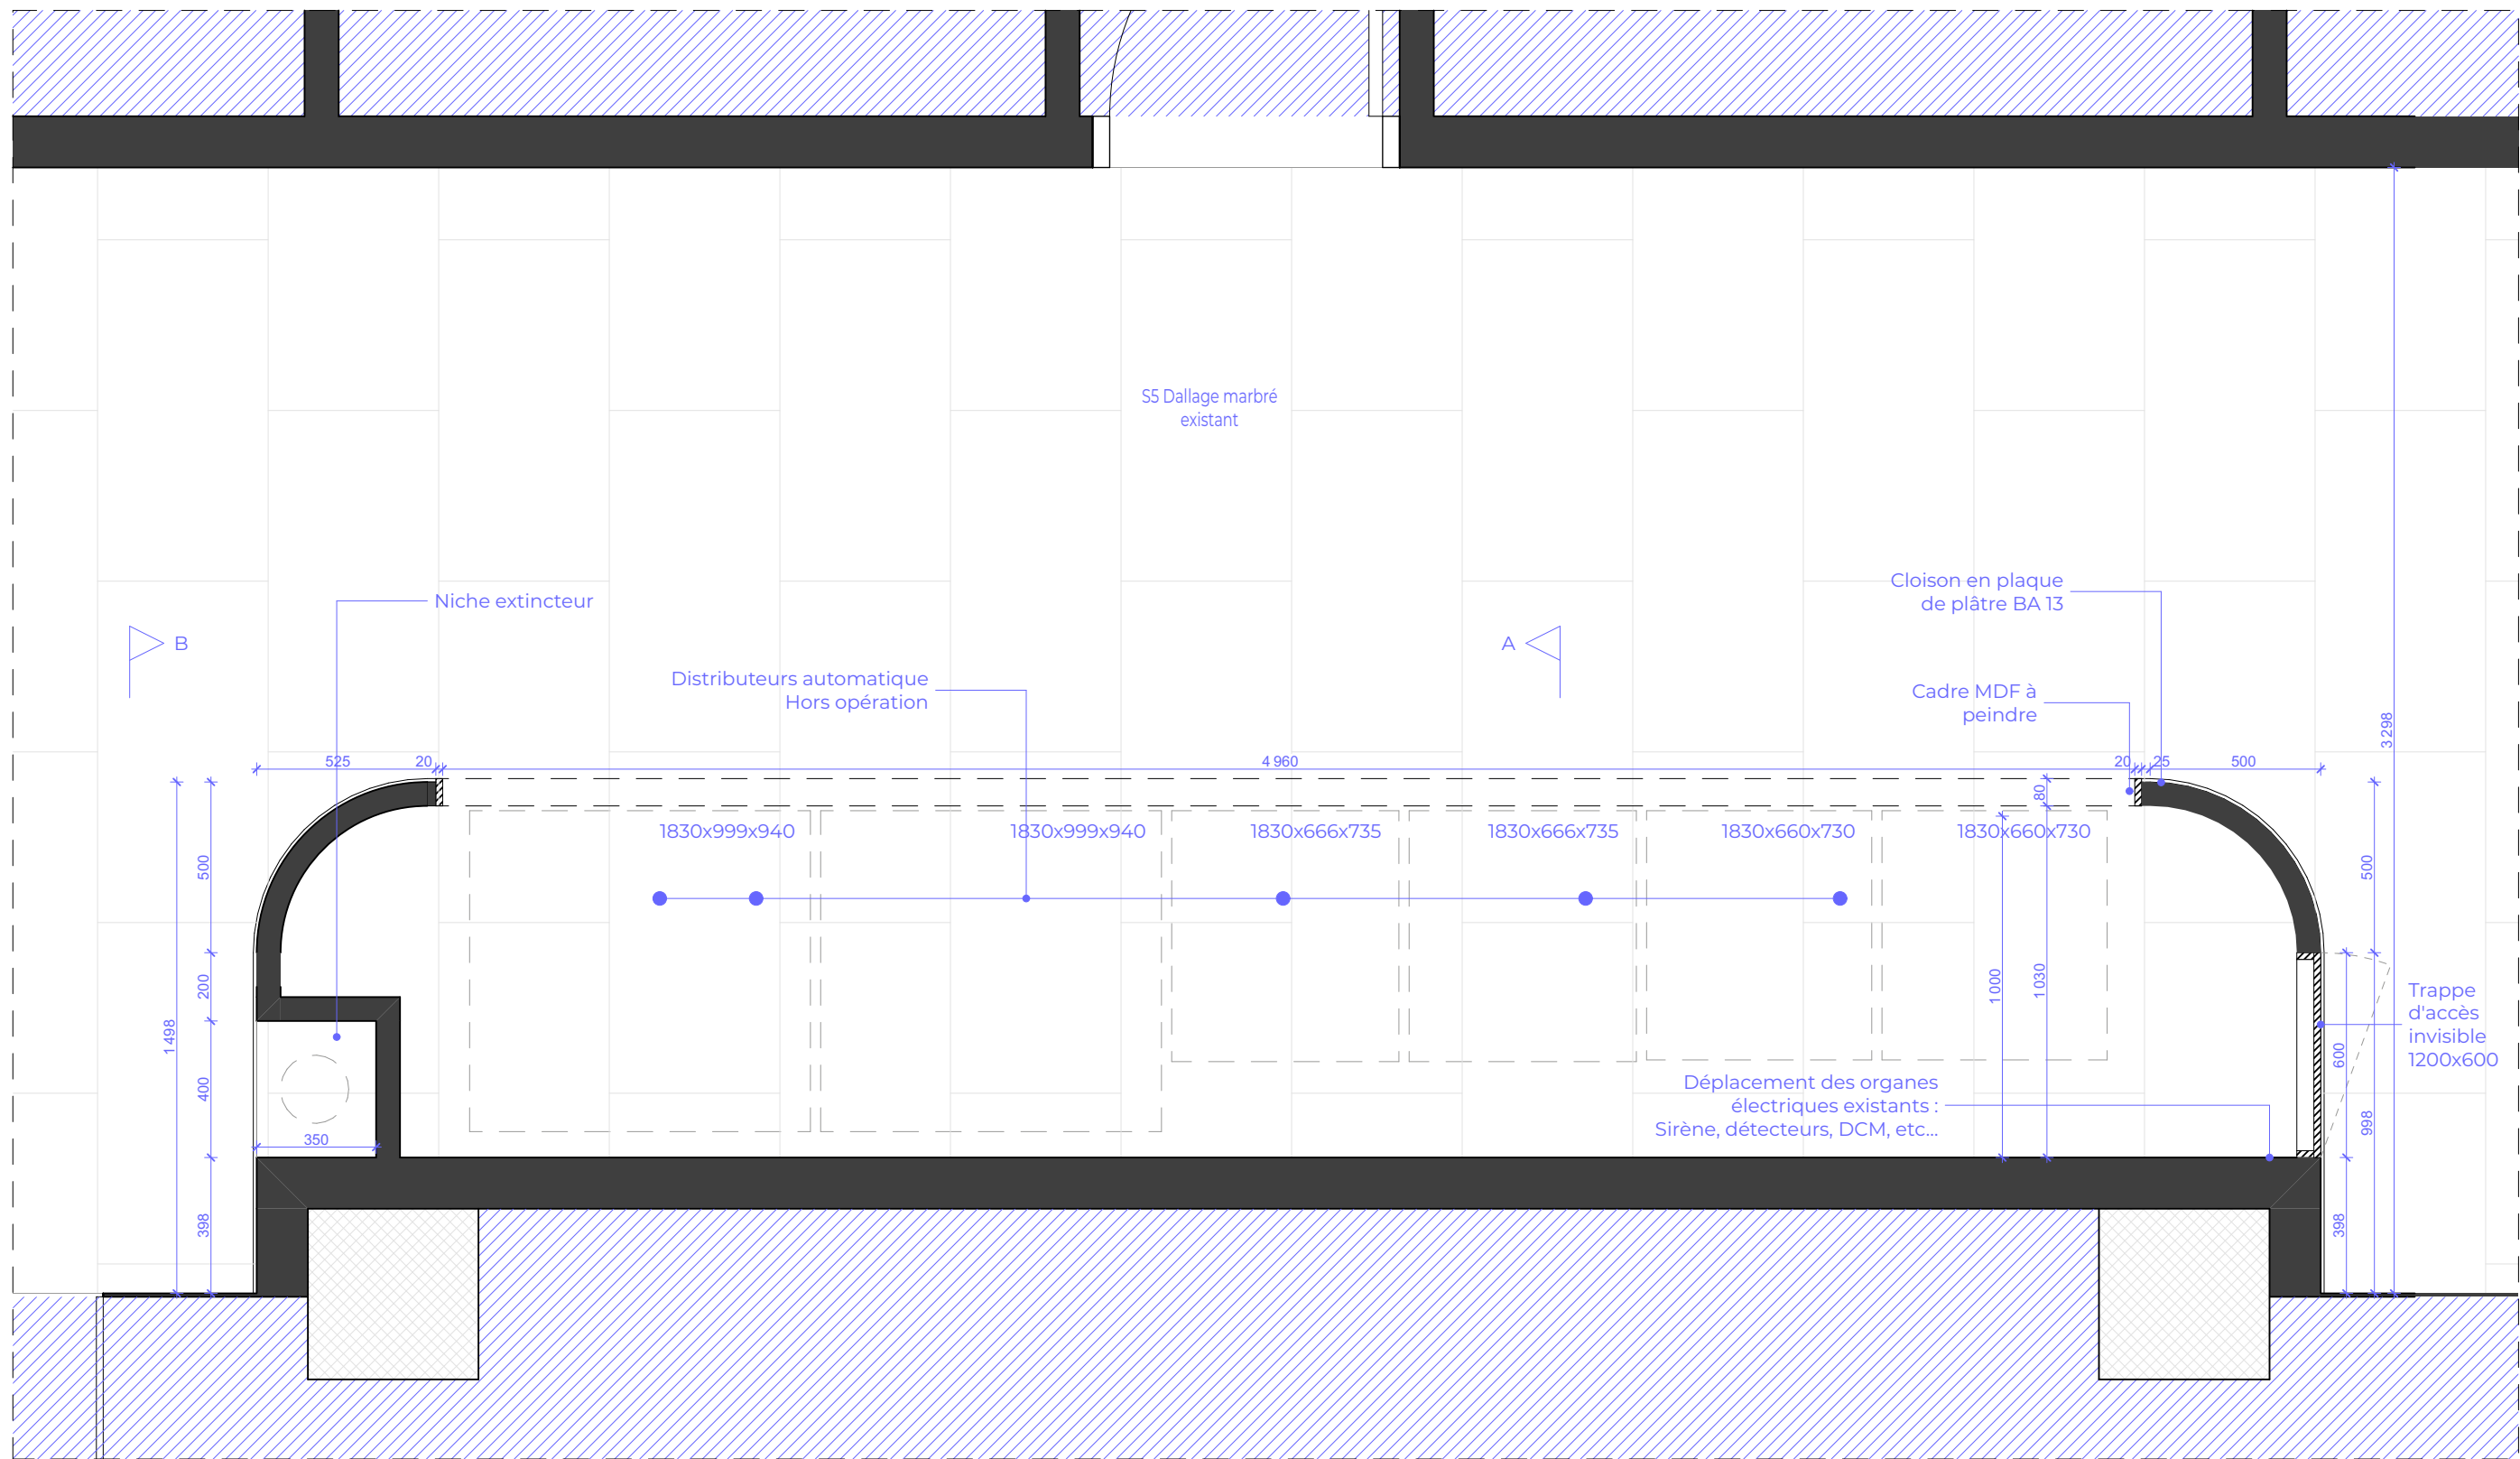 S5 Dallage marbré
existant
Cloison en plaque
de plâtre BA 13
Niche extincteur
B
A
Distributeurs automatique
Hors opération
Cadre MDF à
peindre
3 298
525
20
4 960
20
25
500
80
1830x999x940
1830x999x940
1830x666x735
1830x666x735
1830x660x730
1830x660x730
500
500
200
1 000
1 030
Trappe
d'accès
invisible
1200x600
1 498
400
600
998
Déplacement des organes
électriques existants :
Sirène, détecteurs, DCM, etc...
350
398
398